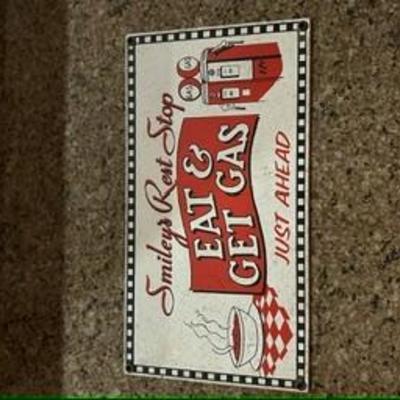 Smiley's Rest Stop
EAT &
GET GAS
JUST AHEAD